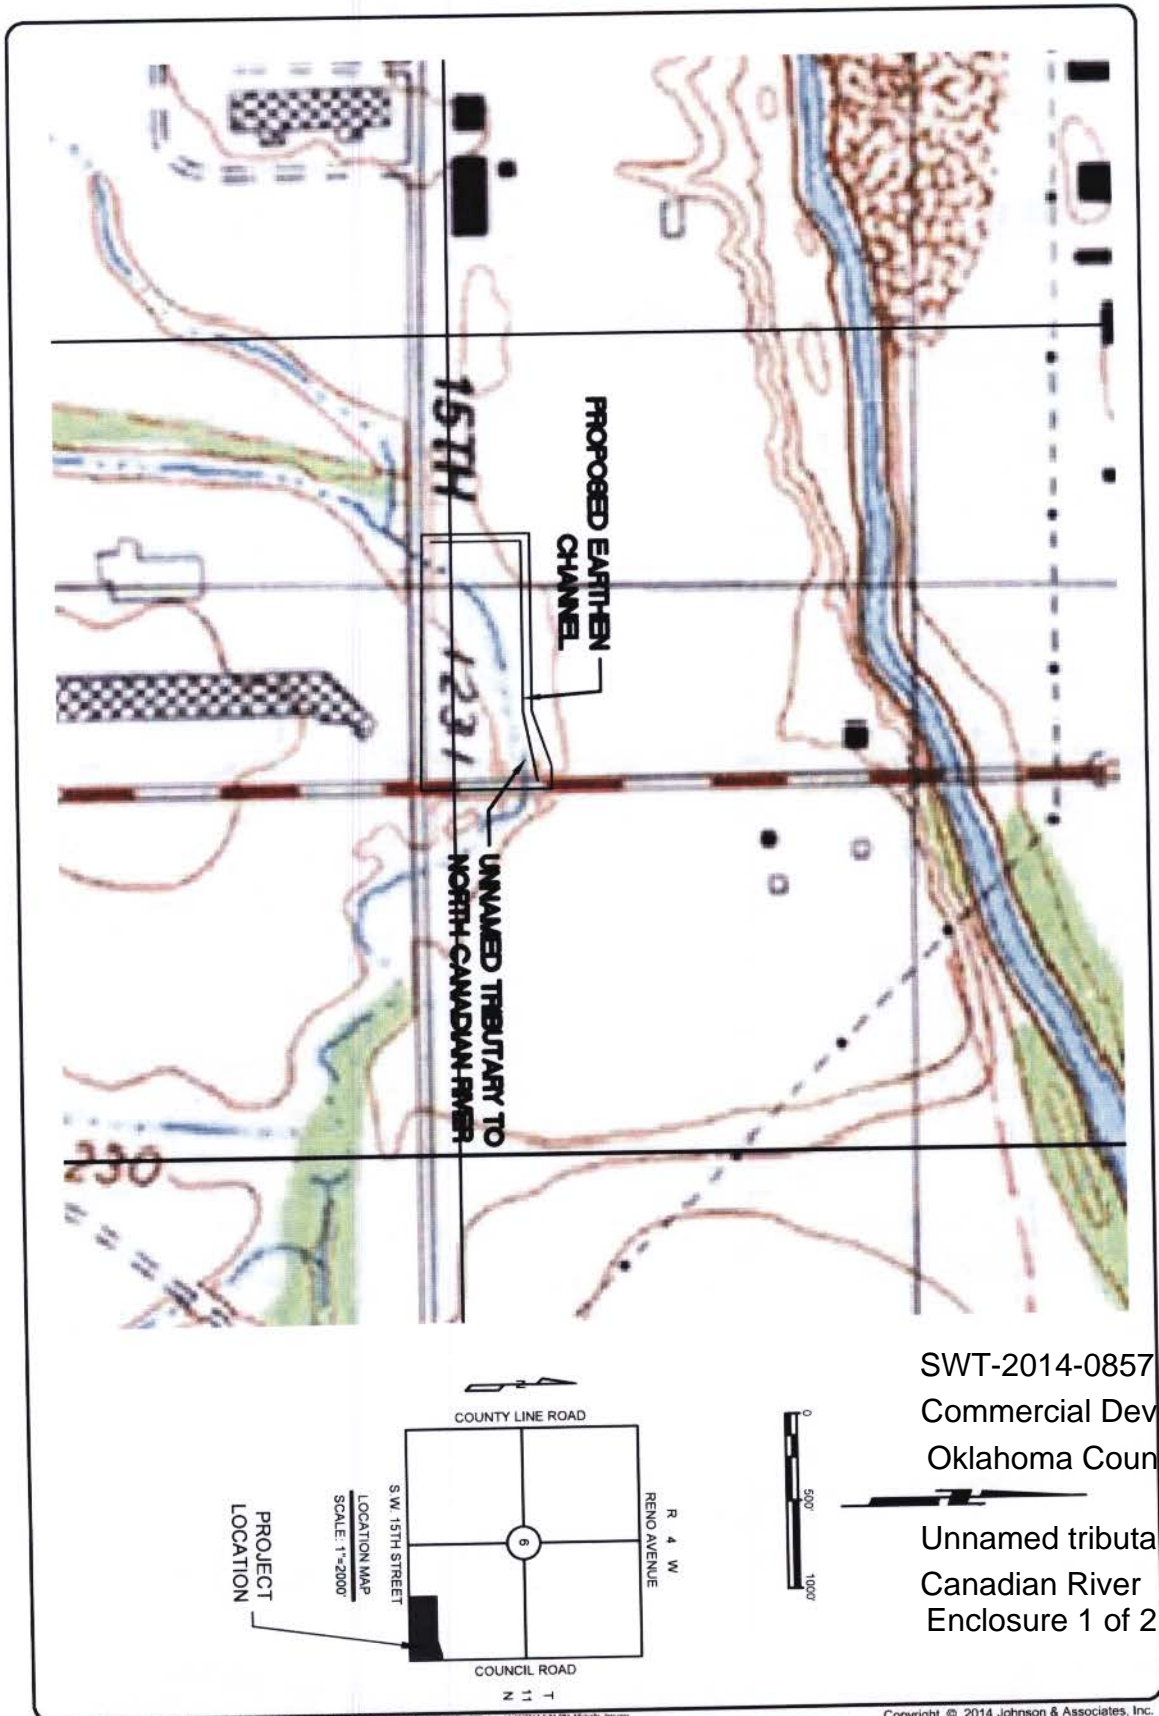 15TH
1231
230
PROPOSED EARTHEN
CHANNEL
UNNAMED TRIBUTARY TO
NORTH CANADIAN RIVER
N
COUNTY LINE ROAD
R 4 W
RENO AVENUE
6
S.W. 15TH STREET
LOCATION MAP
SCALE: 1"=2000'
PROJECT
LOCATION
COUNCIL ROAD
T
11
N
0
500'
1000'
SWT-2014-0857
Commercial Dev
Oklahoma Coun
Unnamed tributa
Canadian River
Enclosure 1 of 2
Copyright © 2014 Johnson & Associates, Inc.